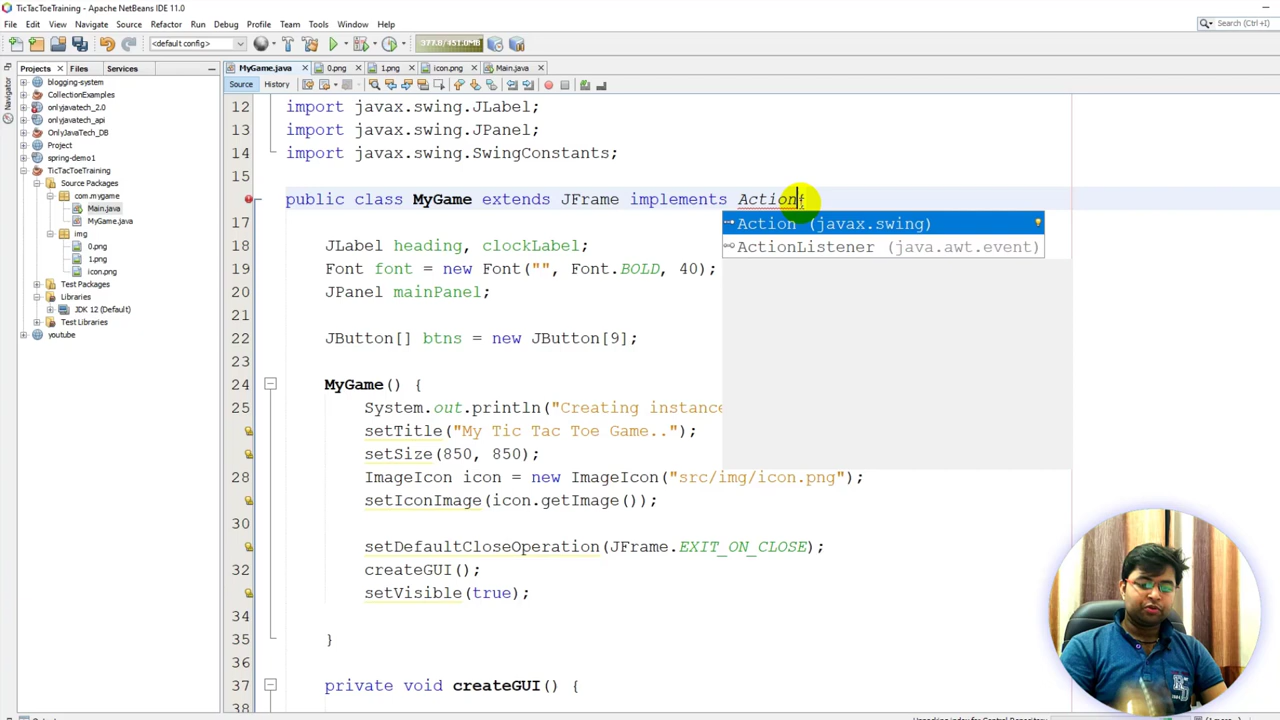 TicTacToeTraining - Apache NetBeans IDE 11.0
File Edit View Navigate Source Refactor Run Debug Profile Team Tools Window Help
Search (Ctrl+I)
<default config>
377.8/451.0MB
Projects Files Services
MyGame.java 0.png 1.png icon.png Main.java
Source History
Navigator
blogging-system
CollectionExamples
onlyjavatech_2.0
onlyjavatech_api
OnlyJavaTech_DB
Project
spring-demo1
TicTacToeTraining
Source Packages
com.mygame
Main.java
MyGame.java
img
0.png
1.png
icon.png
Test Packages
Libraries
JDK 12 (Default)
Test Libraries
youtube
12 import javax.swing.JLabel;
13 import javax.swing.JPanel;
14 import javax.swing.SwingConstants;
15
public class MyGame extends JFrame implements Action{
Action (javax.swing)
ActionListener (java.awt.event)
17
18 JLabel heading, clockLabel;
19 Font font = new Font("", Font.BOLD, 40);
20 JPanel mainPanel;
21
22 JButton[] btns = new JButton[9];
23
24 MyGame() {
25 System.out.println("Creating instance
setTitle("My Tic Tac Toe Game..");
setSize(850, 850);
28 ImageIcon icon = new ImageIcon("src/img/icon.png");
setIconImage(icon.getImage());
30
setDefaultCloseOperation(JFrame.EXIT_ON_CLOSE);
32 createGUI();
setVisible(true);
34
35 }
36
37 private void createGUI() {
38